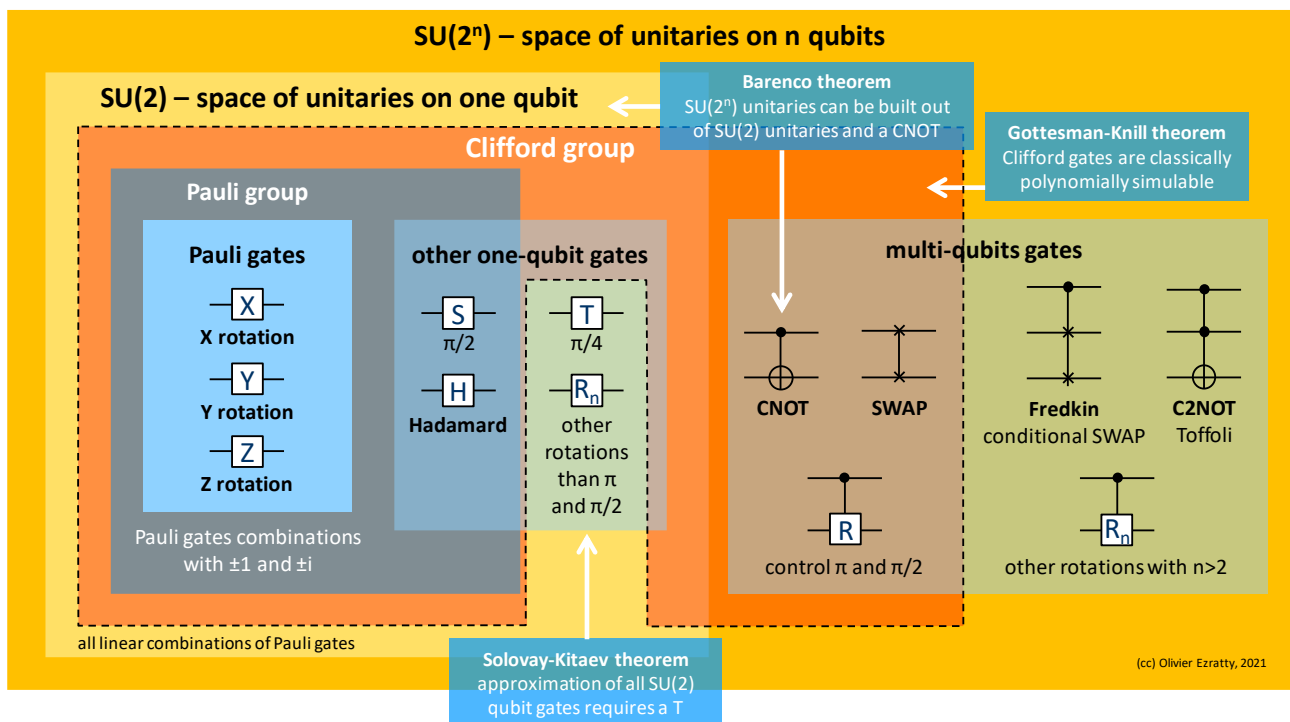 SU(2ⁿ) – space of unitaries on n qubits
SU(2) – space of unitaries on one qubit
Barenco theorem
SU(2ⁿ) unitaries can be built out
of SU(2) unitaries and a CNOT
Gottesman-Knill theorem
Clifford gates are classically
polynomially simulable
Clifford group
Pauli group
Pauli gates
X
X rotation
Y
Y rotation
Z
Z rotation
Pauli gates combinations
with ±1 and ±i
other one-qubit gates
S
π/2
T
π/4
H
Hadamard
Rₙ
other
rotations
than π
and π/2
multi-qubits gates
CNOT
SWAP
Fredkin
conditional SWAP
C2NOT
Toffoli
R
control π and π/2
Rₙ
other rotations with n>2
all linear combinations of Pauli gates
Solovay-Kitaev theorem
approximation of all SU(2)
qubit gates requires a T
(cc) Olivier Ezratty, 2021